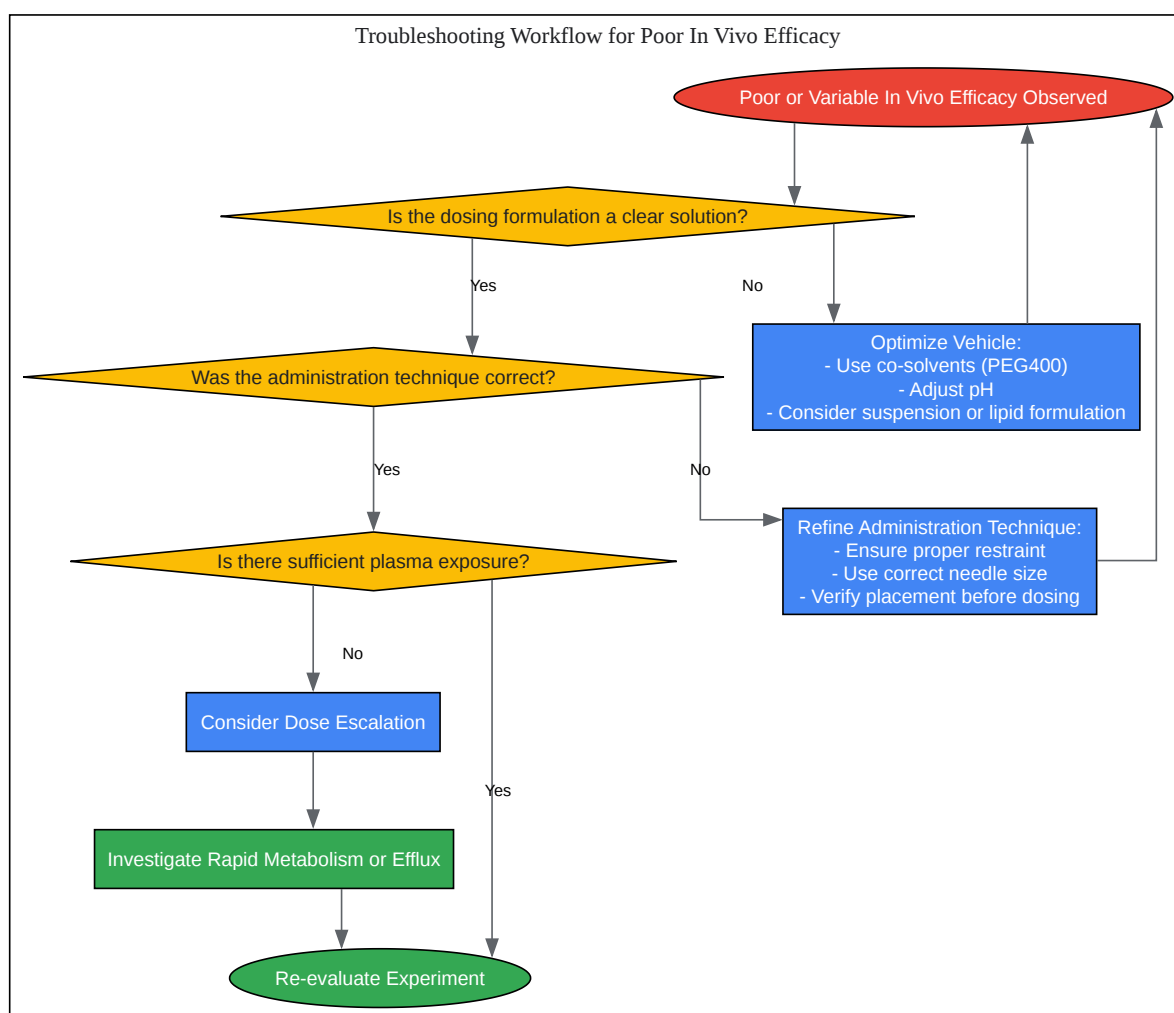 Troubleshooting Workflow for Poor In Vivo Efficacy
Poor or Variable In Vivo Efficacy Observed
Is the dosing formulation a clear solution?
Yes
No
Optimize Vehicle:
- Use co-solvents (PEG400)
- Adjust pH
- Consider suspension or lipid formulation
Was the administration technique correct?
Yes
No
Refine Administration Technique:
- Ensure proper restraint
- Use correct needle size
- Verify placement before dosing
Is there sufficient plasma exposure?
No
Consider Dose Escalation
Yes
Investigate Rapid Metabolism or Efflux
Re-evaluate Experiment